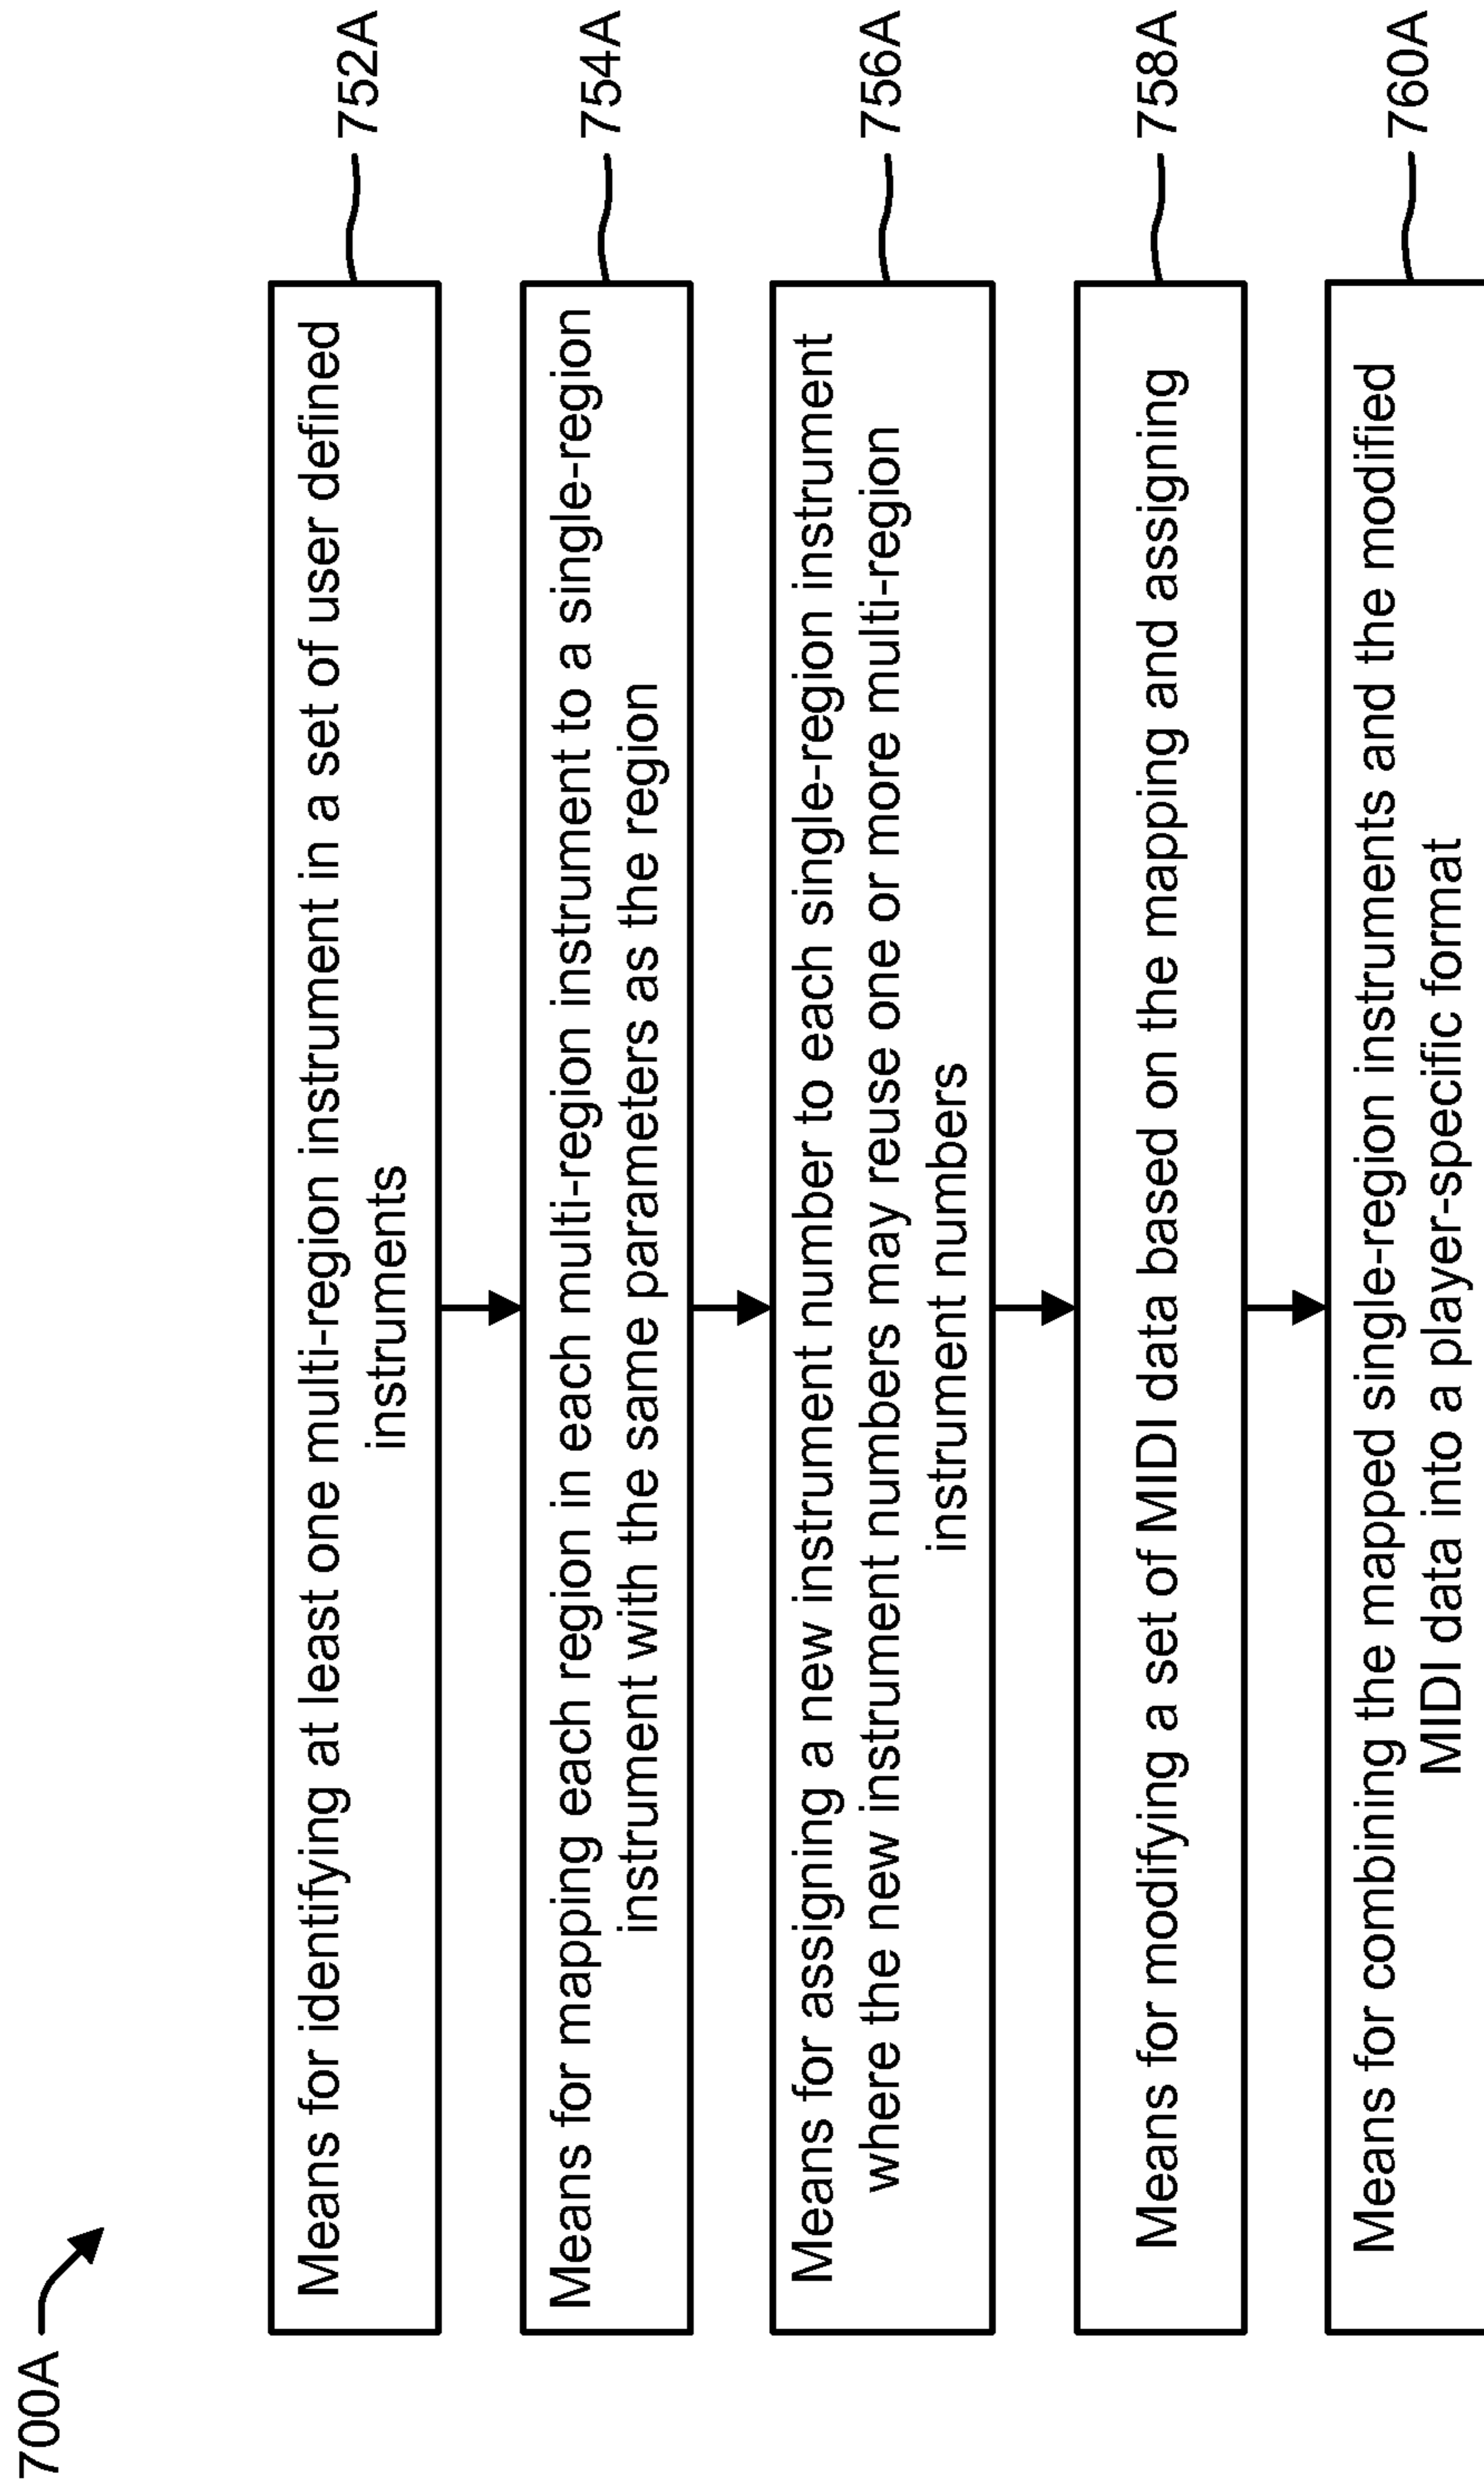 700A
Means for identifying at least one multi-region instrument in a set of user defined
instruments
752A
Means for mapping each region in each multi-region instrument to a single-region
instrument with the same parameters as the region
754A
Means for assigning a new instrument number to each single-region instrument
where the new instrument numbers may reuse one or more multi-region
instrument numbers
756A
Means for modifying a set of MIDI data based on the mapping and assigning
758A
Means for combining the mapped single-region instruments and the modified
MIDI data into a player-specific format
760A